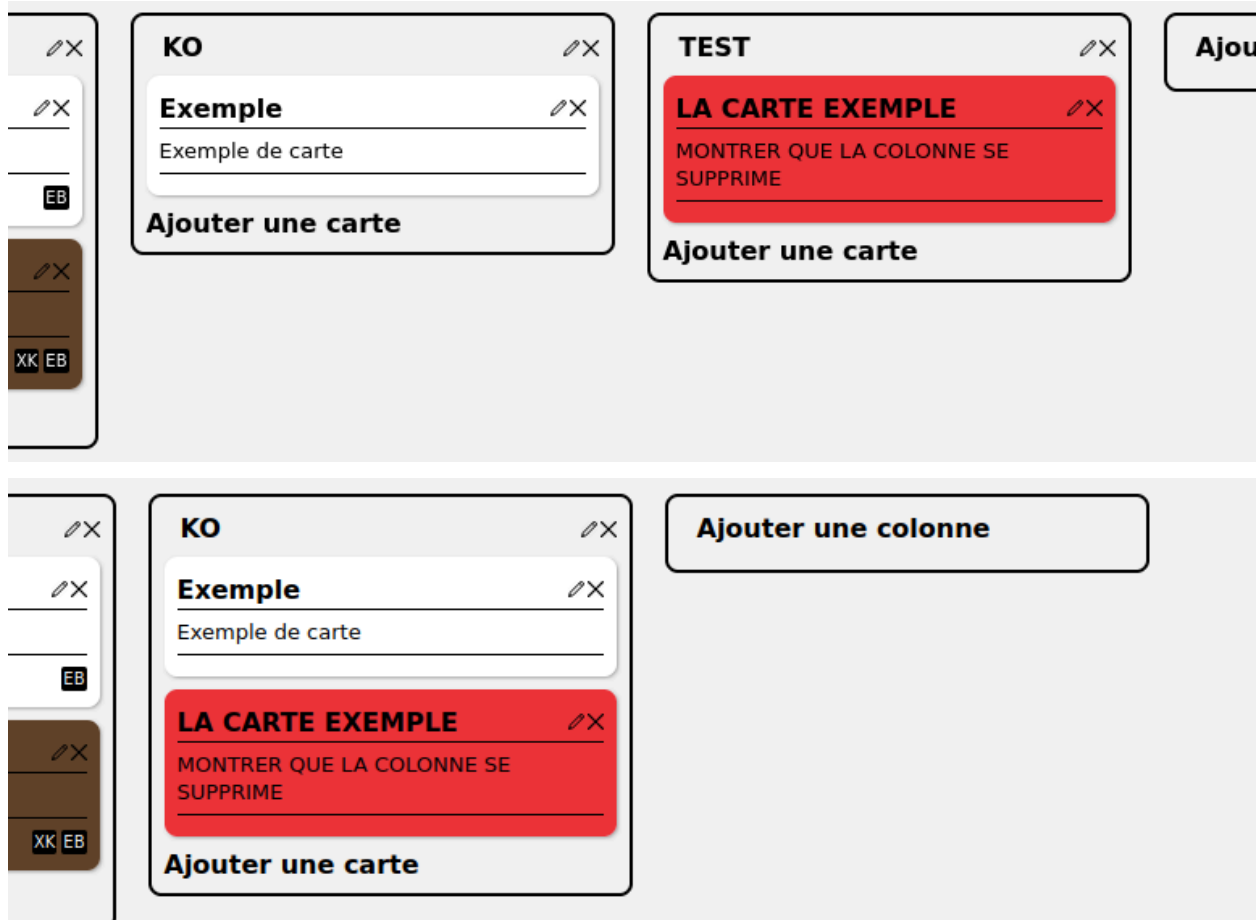 KO
TEST
Ajou
Exemple
LA CARTE EXEMPLE
Exemple de carte
MONTRER QUE LA COLONNE SE
SUPPRIME
EB
Ajouter une carte
Ajouter une carte
XK EB
KO
Ajouter une colonne
Exemple
Exemple de carte
EB
LA CARTE EXEMPLE
MONTRER QUE LA COLONNE SE
SUPPRIME
XK EB
Ajouter une carte